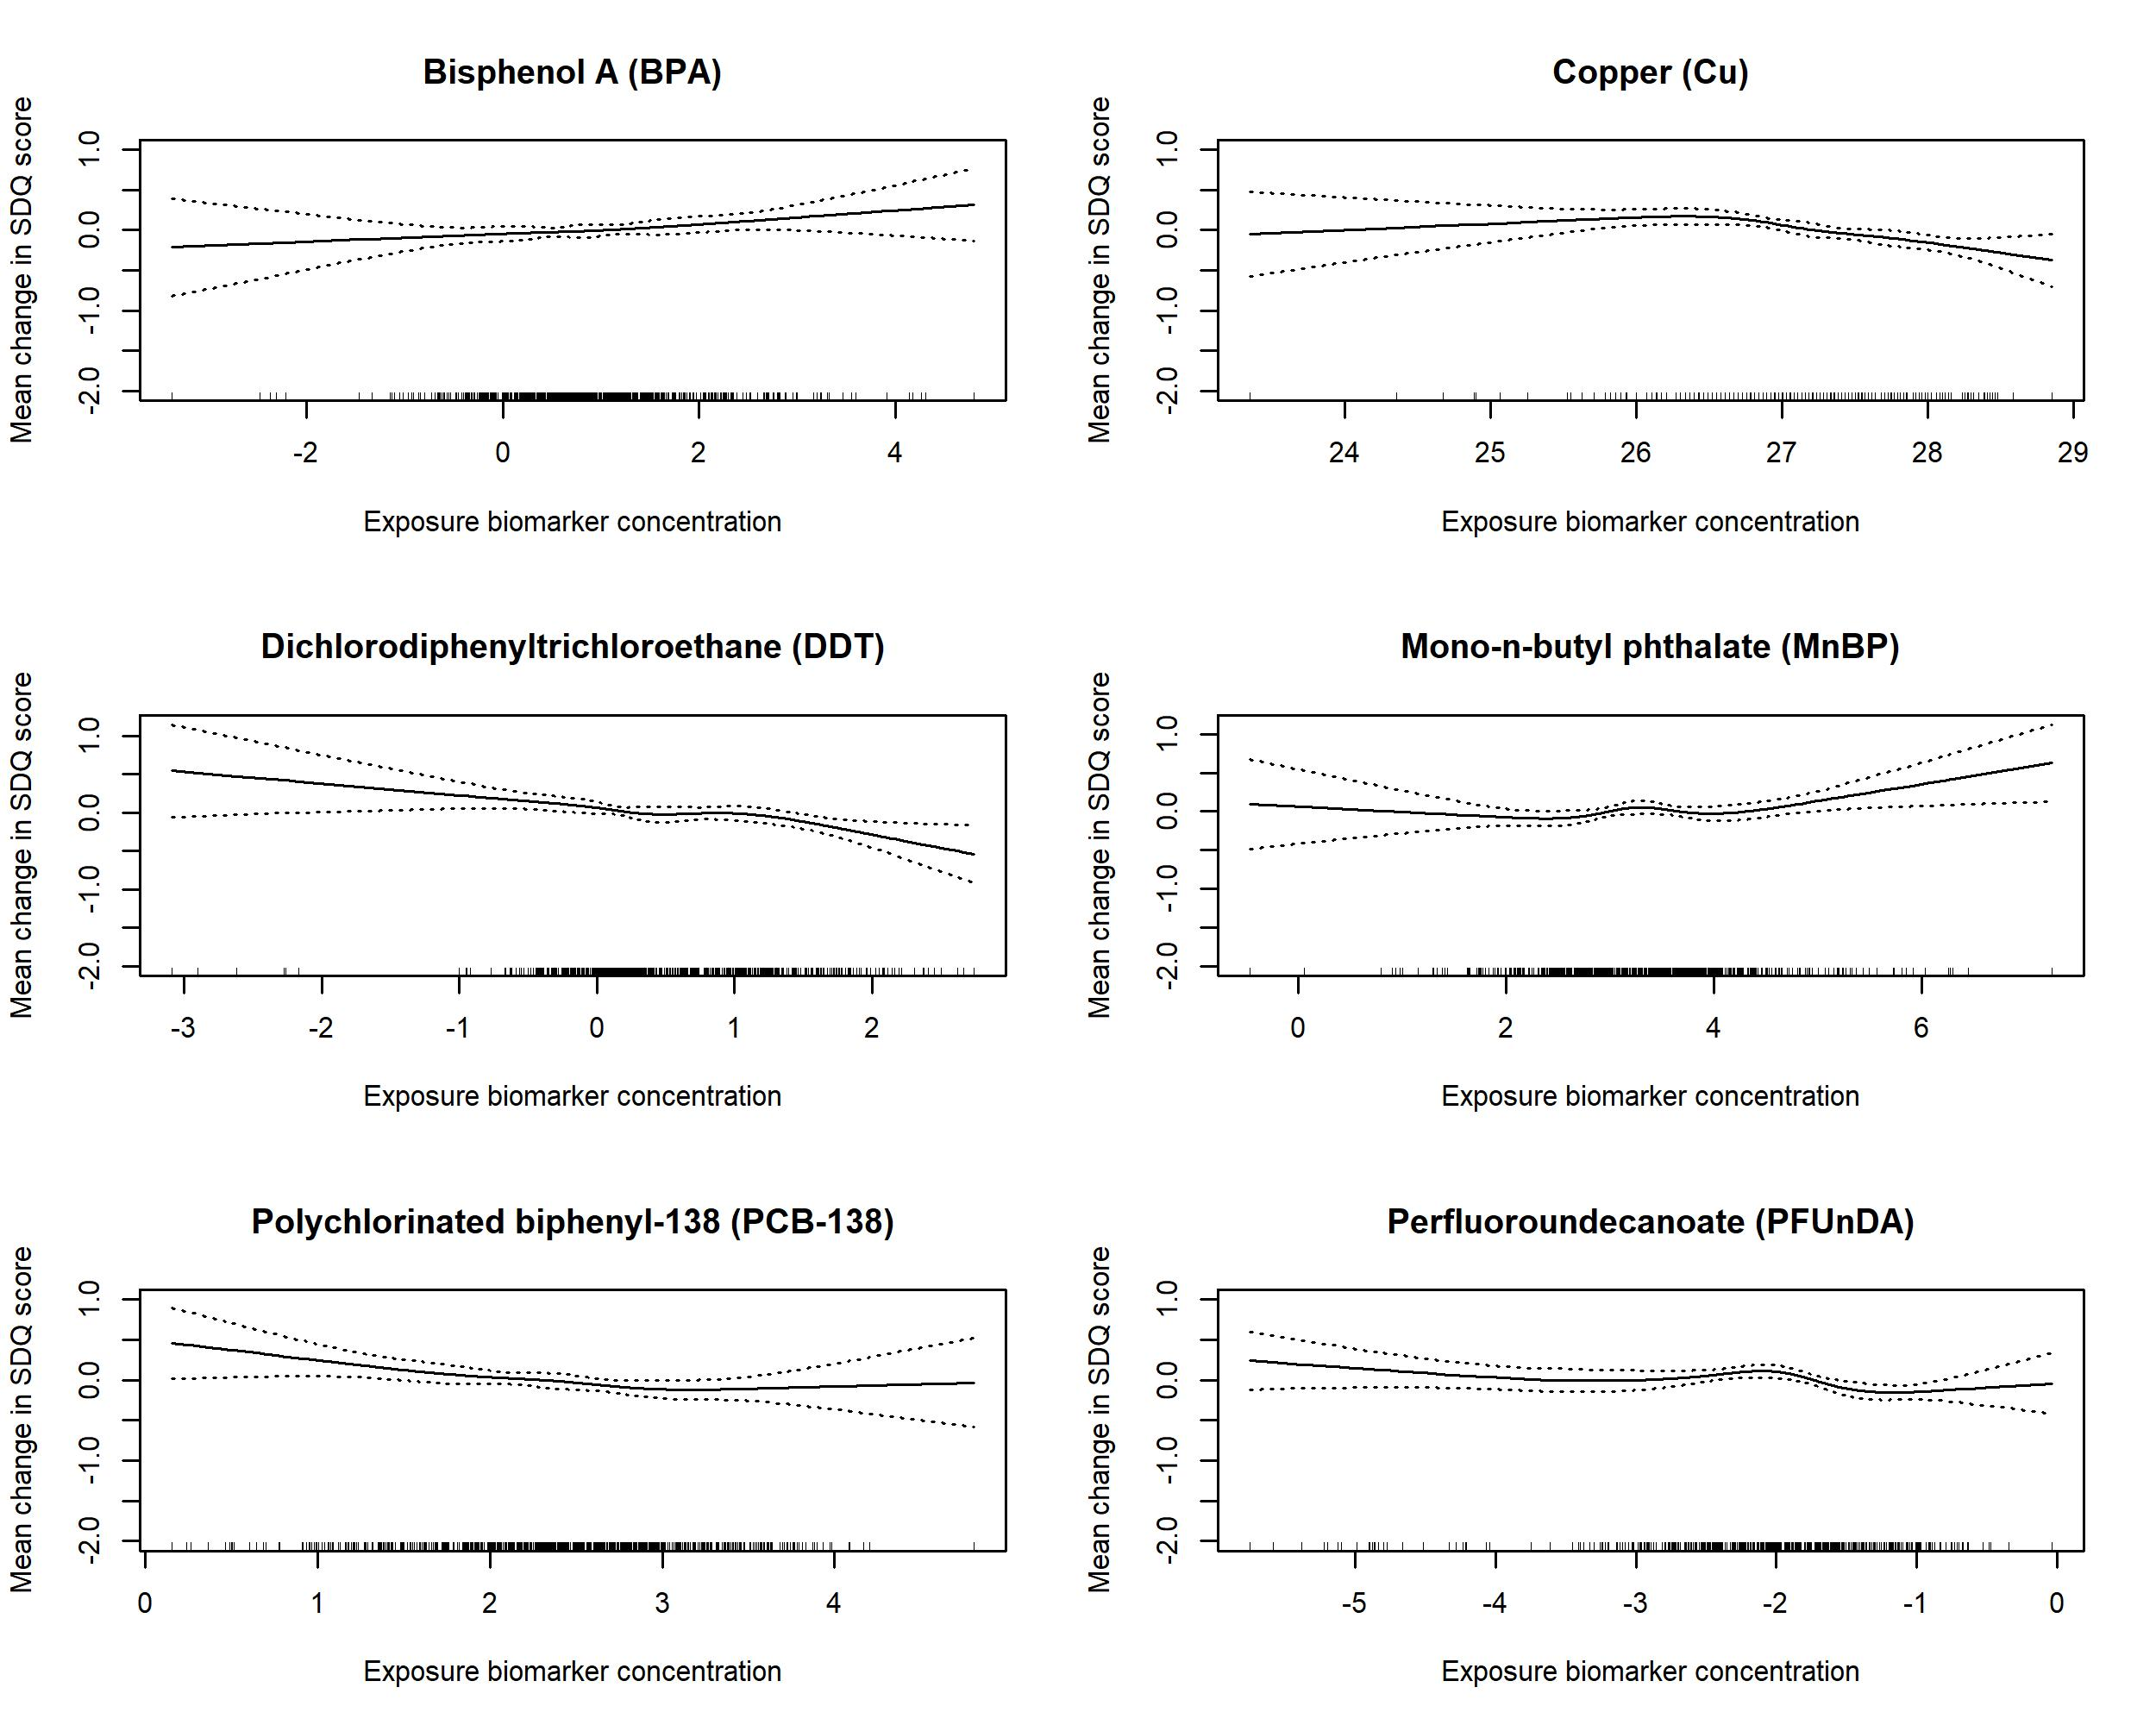 Bisphenol A (BPA)
Mean change in SDQ score
1.0
0.0
-1.0
-2.0
-2 0 2 4
Exposure biomarker concentration
Copper (Cu)
Mean change in SDQ score
1.0
0.0
-1.0
-2.0
24 25 26 27 28 29
Exposure biomarker concentration
Dichlorodiphenyltrichloroethane (DDT)
Mean change in SDQ score
1.0
0.0
-1.0
-2.0
-3 -2 -1 0 1 2
Exposure biomarker concentration
Mono-n-butyl phthalate (MnBP)
Mean change in SDQ score
1.0
0.0
-1.0
-2.0
0 2 4 6
Exposure biomarker concentration
Polychlorinated biphenyl-138 (PCB-138)
Mean change in SDQ score
1.0
0.0
-1.0
-2.0
0 1 2 3 4
Exposure biomarker concentration
Perfluoroundecanoate (PFUnDA)
Mean change in SDQ score
1.0
0.0
-1.0
-2.0
-5 -4 -3 -2 -1 0
Exposure biomarker concentration